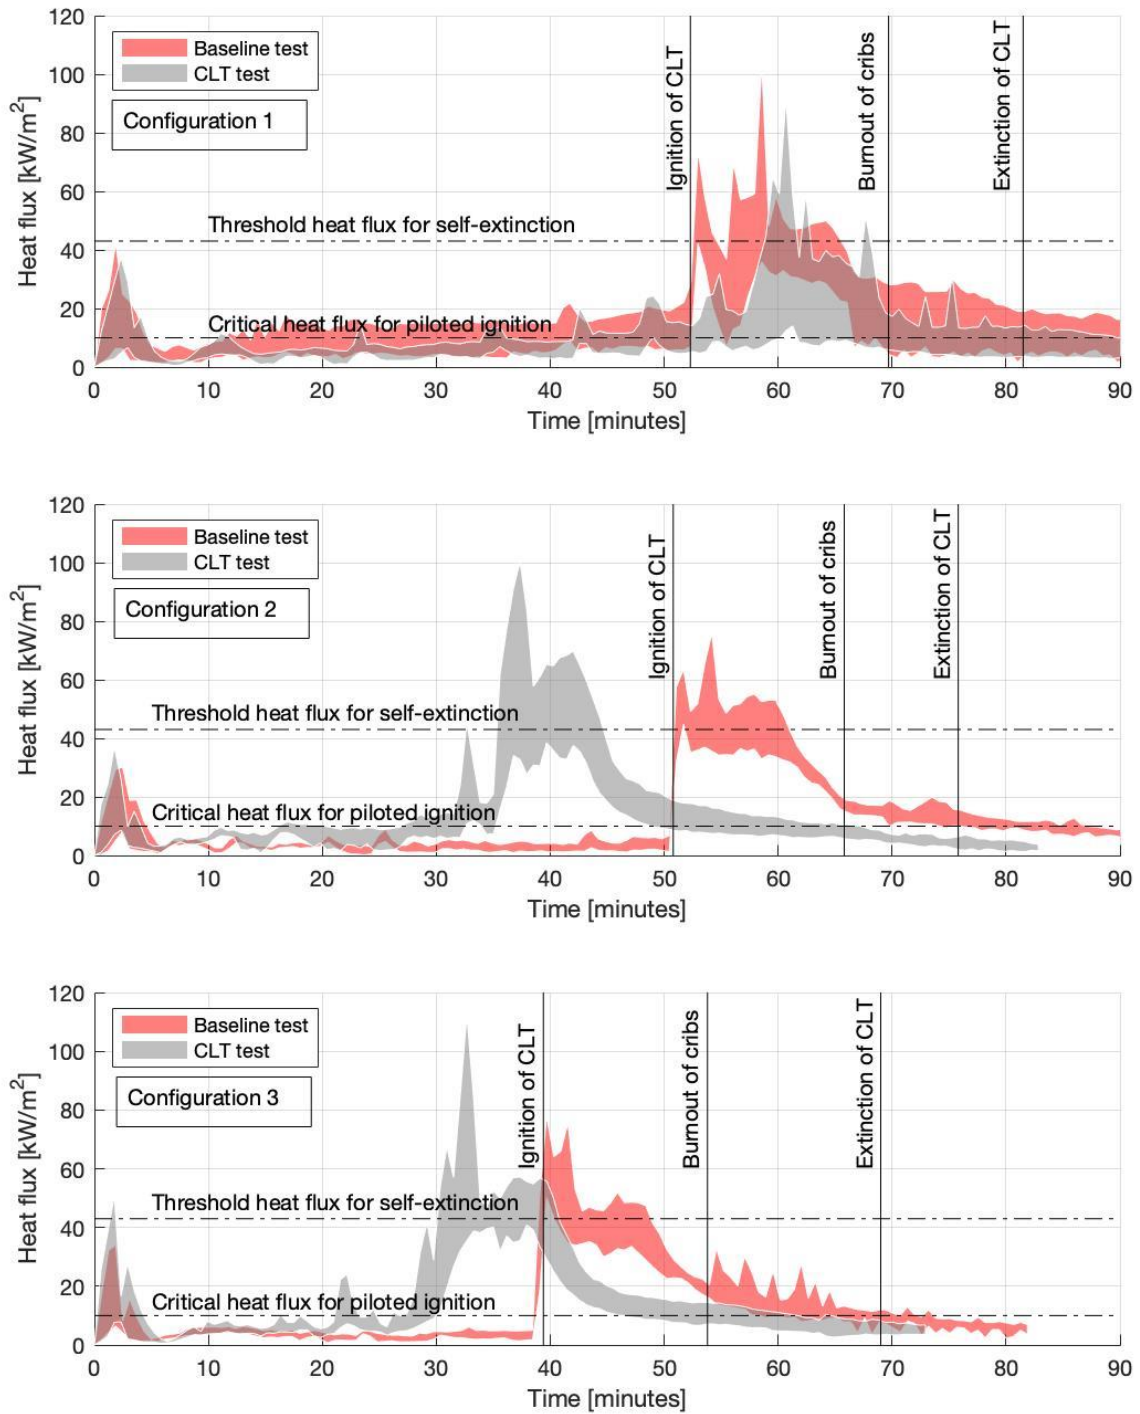 120
100
80
60
40
20
0
Heat flux [kW/m²]
Baseline test
CLT test
Configuration 1
Threshold heat flux for self-extinction
Critical heat flux for piloted ignition
Ignition of CLT
Burnout of cribs
Extinction of CLT
0 10 20 30 40 50 60 70 80 90
Time [minutes]
120
100
80
60
40
20
0
Heat flux [kW/m²]
Baseline test
CLT test
Configuration 2
Threshold heat flux for self-extinction
Critical heat flux for piloted ignition
Ignition of CLT
Burnout of cribs
Extinction of CLT
0 10 20 30 40 50 60 70 80 90
Time [minutes]
120
100
80
60
40
20
0
Heat flux [kW/m²]
Baseline test
CLT test
Configuration 3
Threshold heat flux for self-extinction
Critical heat flux for piloted ignition
Ignition of CLT
Burnout of cribs
Extinction of CLT
0 10 20 30 40 50 60 70 80 90
Time [minutes]